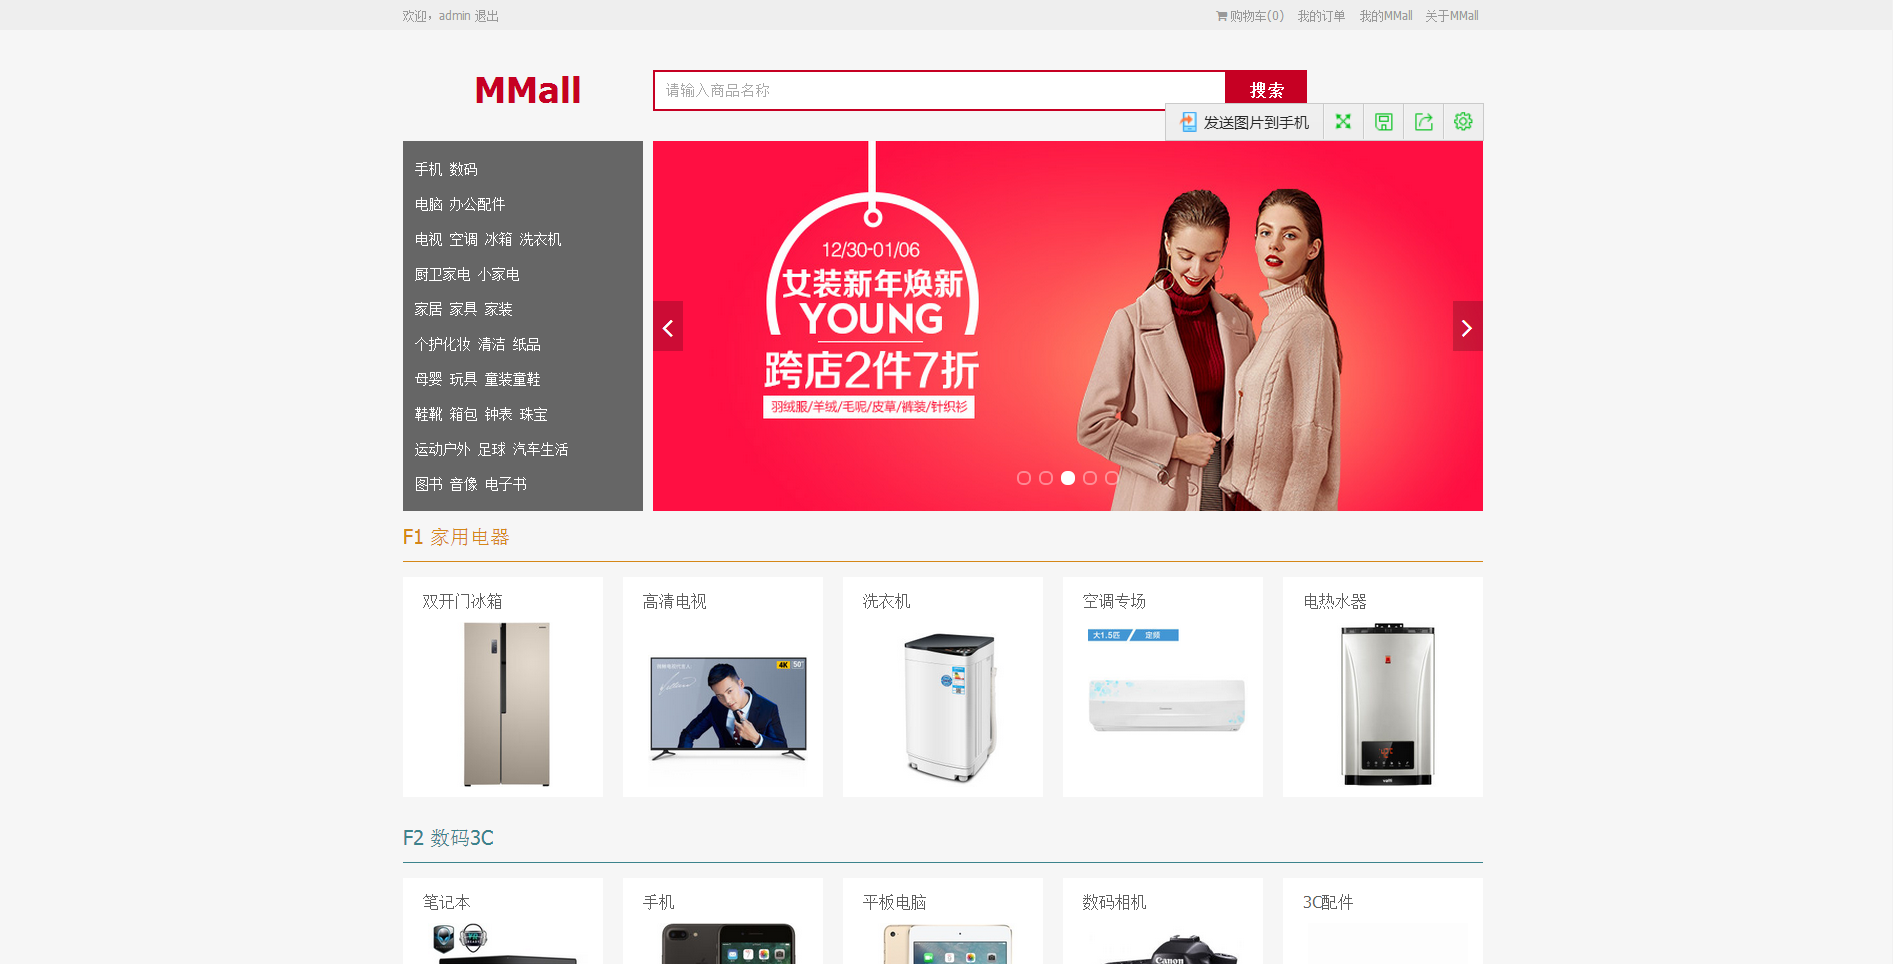 欢迎，admin 退出
购物车(0) 我的订单 我的MMall 关于MMall
MMall
请输入商品名称
搜索
发送图片到手机
手机 数码
电脑 办公配件
电视 空调 冰箱 洗衣机
厨卫家电 小家电
家居 家具 家装
个护化妆 清洁 纸品
母婴 玩具 童装童鞋
鞋靴 箱包 钟表 珠宝
运动户外 足球 汽车生活
图书 音像 电子书
12/30-01/06
女装新年焕新
YOUNG
跨店2件7折
羽绒服/羊绒/毛呢/皮草/裤装/针织衫
F1 家用电器
双开门冰箱
高清电视
洗衣机
空调专场
电热水器
4K 50"
大1.5匹 定频
F2 数码3C
笔记本
手机
平板电脑
数码相机
3C配件
Canon